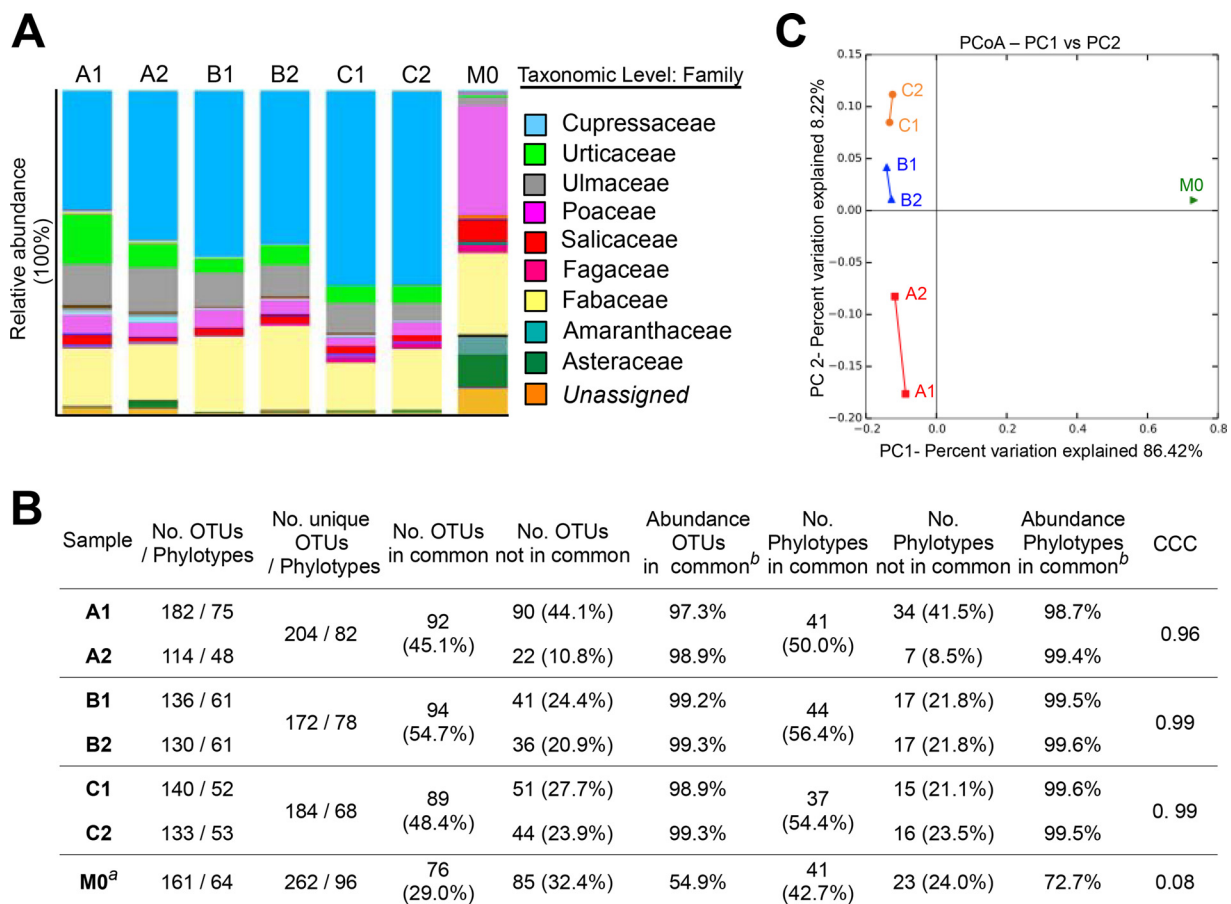 A
A1 A2 B1 B2 C1 C2 M0
Relative abundance
(100%)
Taxonomic Level: Family
Cupressaceae
Urticaceae
Ulmaceae
Poaceae
Salicaceae
Fagaceae
Fabaceae
Amaranthaceae
Asteraceae
Unassigned
C
PCoA – PC1 vs PC2
PC 2- Percent variation explained 8.22%
0.15
0.10
0.05
0.00
−0.05
−0.10
−0.15
−0.20
C2
C1
B1
B2
M0
A2
A1
−0.2 0.0 0.2 0.4 0.6 0.8
PC1- Percent variation explained 86.42%
B
Sample
No. OTUs
/ Phylotypes
No. unique
OTUs
/ Phylotypes
No. OTUs
in common
No. OTUs
not in common
Abundance
OTUs
in commonb
No.
Phylotypes
in common
No.
Phylotypes
not in common
Abundance
Phylotypes
in commonb
CCC
A1 182 / 75 90 (44.1%) 97.3% 34 (41.5%) 98.7%
204 / 82 92 (45.1%) 41 (50.0%) 0.96
A2 114 / 48 22 (10.8%) 98.9% 7 (8.5%) 99.4%
B1 136 / 61 41 (24.4%) 99.2% 17 (21.8%) 99.5%
172 / 78 94 (54.7%) 44 (56.4%) 0.99
B2 130 / 61 36 (20.9%) 99.3% 17 (21.8%) 99.6%
C1 140 / 52 51 (27.7%) 98.9% 15 (21.1%) 99.6%
184 / 68 89 (48.4%) 37 (54.4%) 0. 99
C2 133 / 53 44 (23.9%) 99.3% 16 (23.5%) 99.5%
M0a 161 / 64 262 / 96 76 (29.0%) 85 (32.4%) 54.9% 41 (42.7%) 23 (24.0%) 72.7% 0.08